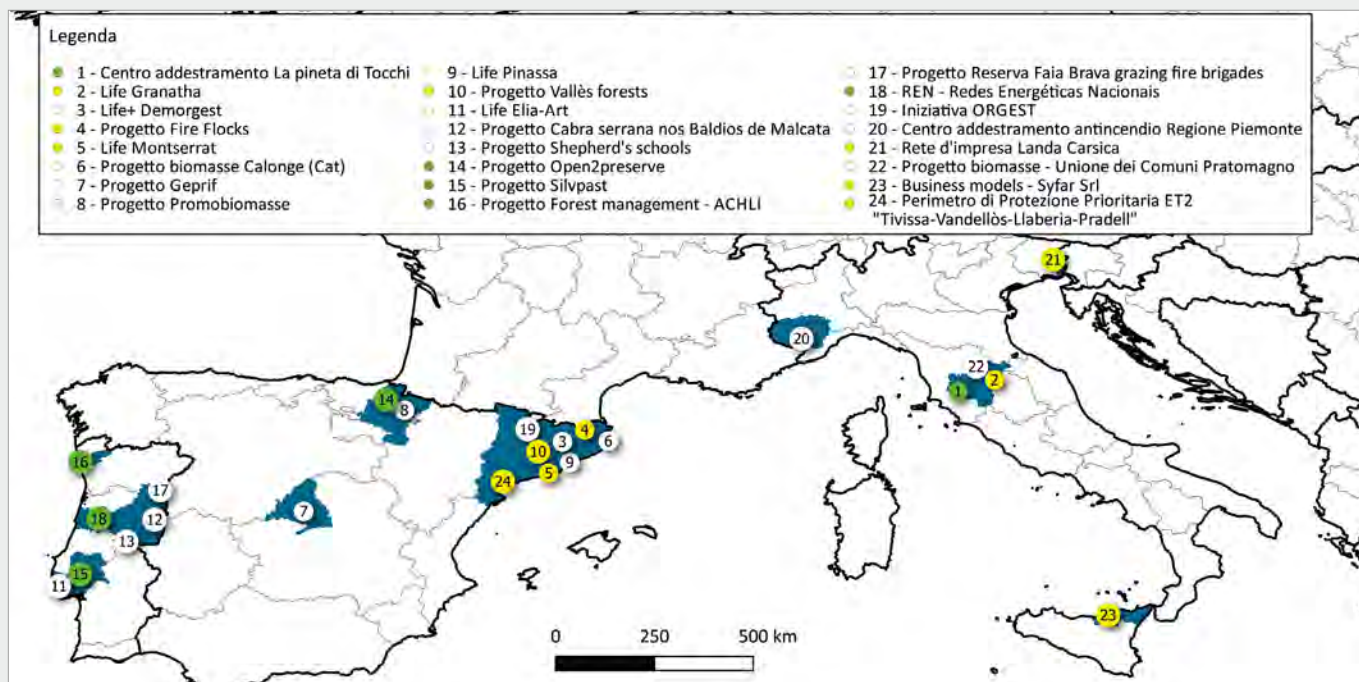 Legenda
1 - Centro addestramento La pineta di Tocchi
2 - Life Granatha
3 - Life+ Demorgest
4 - Progetto Fire Flocks
5 - Life Montserrat
6 - Progetto biomasse Calonge (Cat)
7 - Progetto Geprif
8 - Progetto Promobiomasse
9 - Life Pinassa
10 - Progetto Vallès forests
11 - Life Elia-Art
12 - Progetto Cabra serrana nos Baldios de Malcata
13 - Progetto Shepherd's schools
14 - Progetto Open2preserve
15 - Progetto Silvpast
16 - Progetto Forest management - ACHLI
17 - Progetto Reserva Faia Brava grazing fire brigades
18 - REN - Redes Energéticas Nacionais
19 - Iniziativa ORGEST
20 - Centro addestramento antincendio Regione Piemonte
21 - Rete d'impresa Landa Carsica
22 - Progetto biomasse - Unione dei Comuni Pratomagno
23 - Business models - Syfar Srl
24 - Perimetro di Protezione Prioritaria ET2
"Tivissa-Vandellòs-Llaberia-Pradell"
21
20
22
2
1
14
8
19
4
3
6
10
9
5
24
16
17
7
18
12
13
15
11
23
0 250 500 km